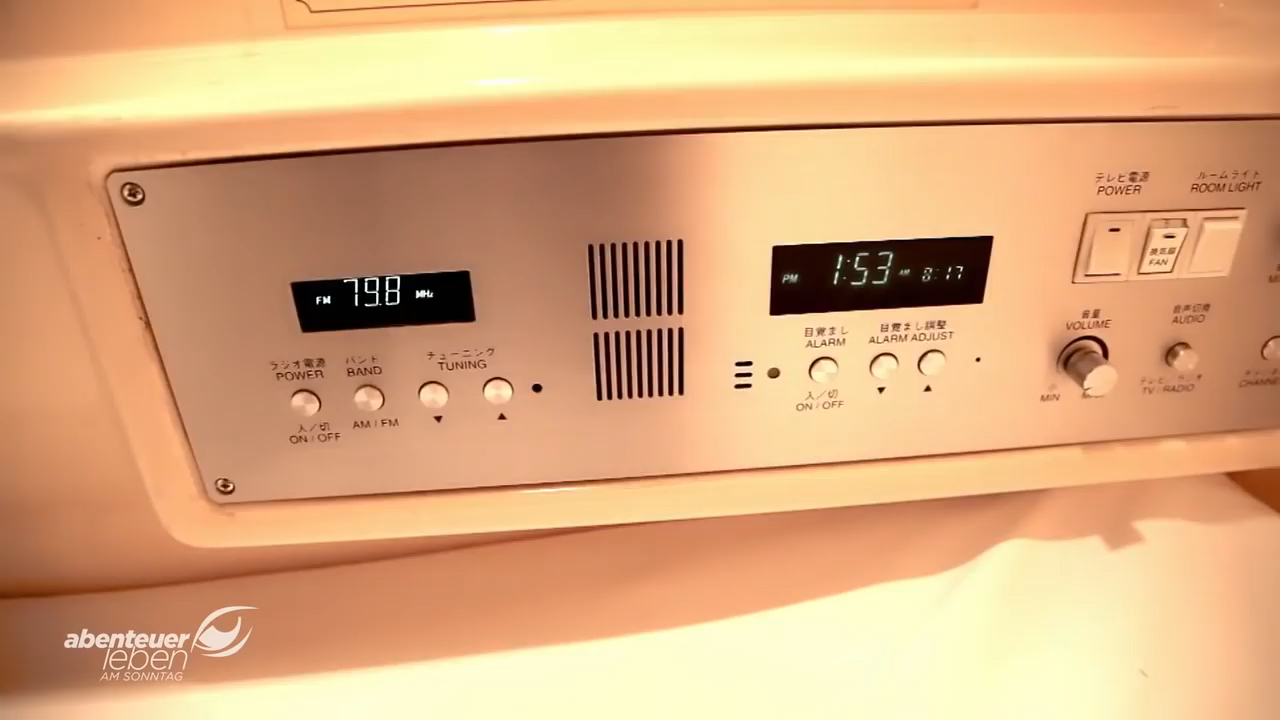 FM 79.8 MHz
ラジオ電源
POWER
入/切
ON/OFF
バンド
BAND
AM/FM
チューニング
TUNING
▼
▲
PM 1:53 AM 8:17
目覚まし
ALARM
入/切
ON/OFF
目覚まし調整
ALARM ADJUST
▼
▲
テレビ電源
POWER
換気扇
FAN
ルームライト
ROOM LIGHT
音量
VOLUME
MIN
音声切換
AUDIO
TV/RADIO
abenteuer
leben
AM SONNTAG